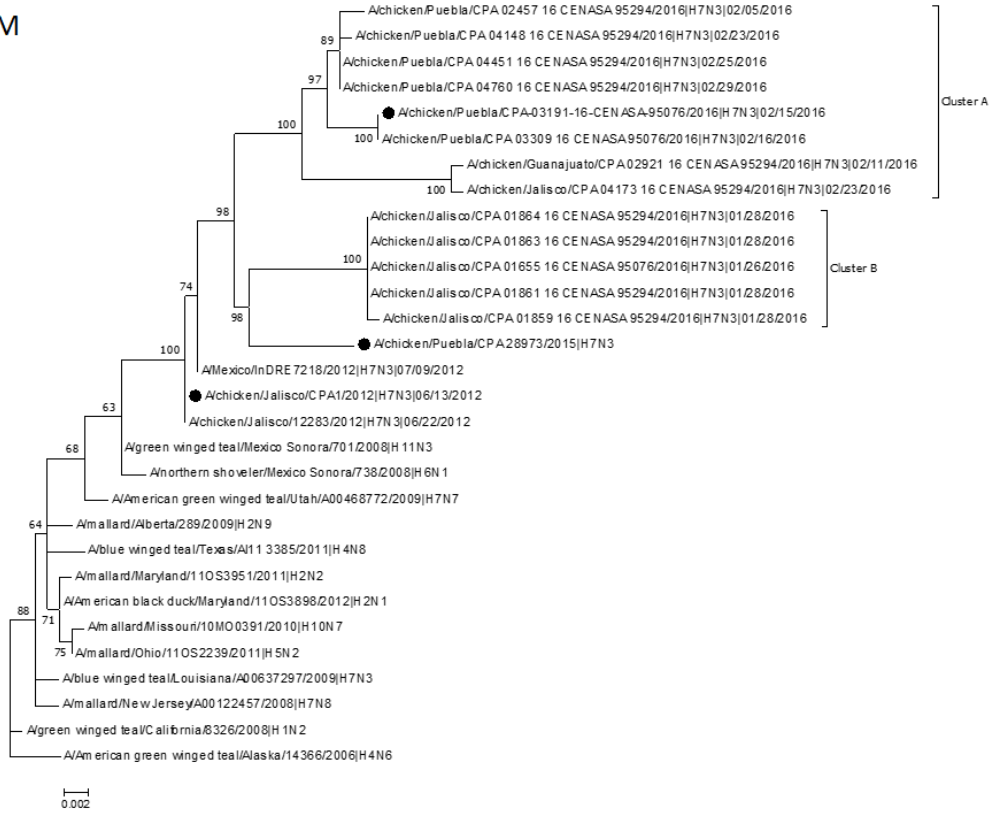 M
A/chicken/Puebla/CPA 02457 16 CENASA 95294/2016|H7N3|02/05/2016
89
A/chicken/Puebla/CPA 04148 16 CENASA 95294/2016|H7N3|02/23/2016
A/chicken/Puebla/CPA 04451 16 CENASA 95294/2016|H7N3|02/25/2016
97
A/chicken/Puebla/CPA 04760 16 CENASA 95294/2016|H7N3|02/29/2016
Cluster A
A/chicken/Puebla/CPA-03191-16-CENASA-95076/2016|H7N3|02/15/2016
100
100
A/chicken/Puebla/CPA 03309 16 CENASA 95076/2016|H7N3|02/16/2016
A/chicken/Guanajuato/CPA 02921 16 CENASA 95294/2016|H7N3|02/11/2016
100
A/chicken/Jalisco/CPA 04173 16 CENASA 95294/2016|H7N3|02/23/2016
98
A/chicken/Jalisco/CPA 01864 16 CENASA 95294/2016|H7N3|01/28/2016
A/chicken/Jalisco/CPA 01863 16 CENASA 95294/2016|H7N3|01/28/2016
100
A/chicken/Jalisco/CPA 01655 16 CENASA 95076/2016|H7N3|01/26/2016
Cluster B
74
A/chicken/Jalisco/CPA 01861 16 CENASA 95294/2016|H7N3|01/28/2016
98
A/chicken/Jalisco/CPA 01859 16 CENASA 95294/2016|H7N3|01/28/2016
A/chicken/Puebla/CPA 28973/2015|H7N3
100
A/Mexico/InDRE 7218/2012|H7N3|07/09/2012
A/chicken/Jalisco/CPA1/2012|H7N3|06/13/2012
63
A/chicken/Jalisco/12283/2012|H7N3|06/22/2012
A/green winged teal/Mexico Sonora/701/2008|H11N3
68
A/northern shoveler/Mexico Sonora/738/2008|H6N1
A/American green winged teal/Utah/A00468772/2009|H7N7
64
A/mallard/Alberta/289/2009|H2N9
A/blue winged teal/Texas/AI11 3385/2011|H4N8
A/mallard/Maryland/11OS3951/2011|H2N2
A/American black duck/Maryland/11OS3898/2012|H2N1
88
71
A/mallard/Missouri/10MO0391/2010|H10N7
75
A/mallard/Ohio/11OS2239/2011|H5N2
A/blue winged teal/Louisiana/A00637297/2009|H7N3
A/mallard/New Jersey/A00122457/2008|H7N8
A/green winged teal/California/8326/2008|H1N2
A/American green winged teal/Alaska/14366/2006|H4N6
0.002